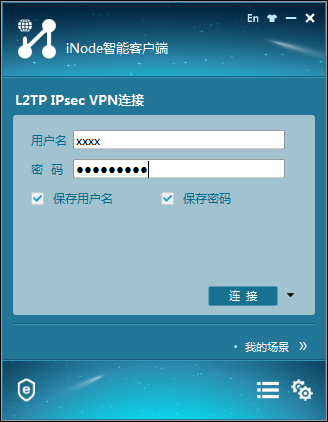 En
iNode智能客户端
L2TP IPsec VPN连接
用户名 xxxx
密 码 ●●●●●●●●●
保存用户名 保存密码
连 接
· 我的场景 »
e